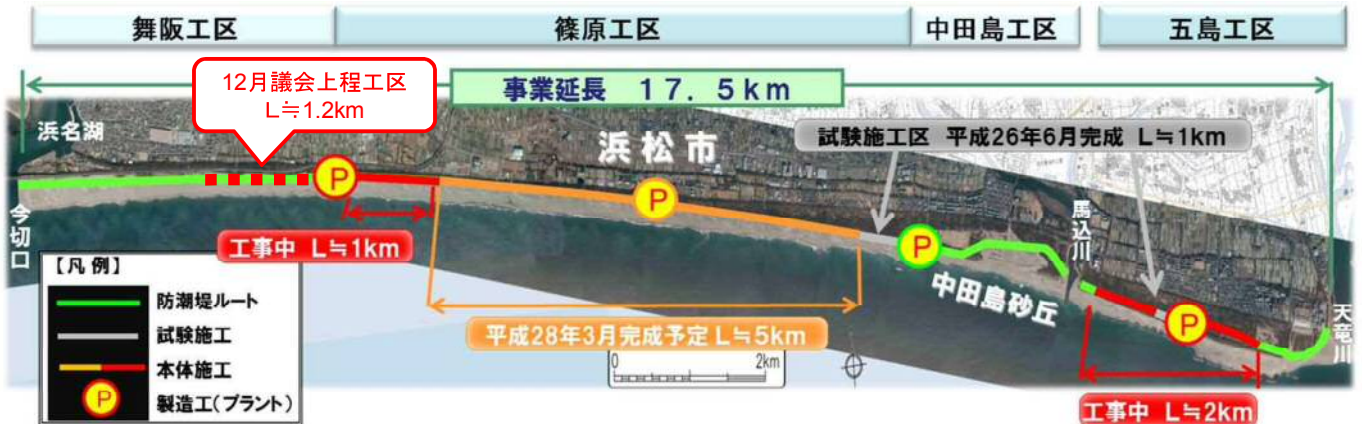 舞阪工区
篠原工区
中田島工区
五島工区
12月議会上程工区
L≒1.2km
事業延長 17.5km
浜名湖
浜松市
試験施工区 平成26年6月完成 L≒1km
P
P
P
P
今切口
工事中 L≒1km
馬込川
中田島砂丘
天竜川
平成28年3月完成予定 L≒5km
0 2km
工事中 L≒2km
【凡例】
防潮堤ルート
試験施工
本体施工
P 製造工(プラント)